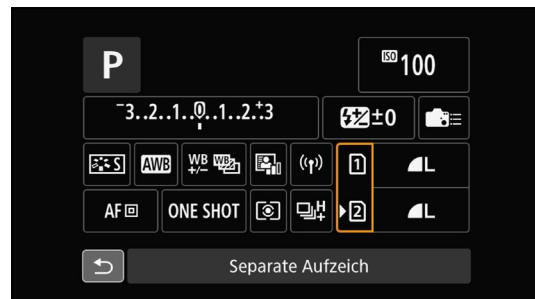 P ISO 100
-3..2..1..0..1..2..+3 ±0
S AWB WB +/- WB 1 L
AF ONE SHOT H+ 2 L
Separate Aufzeich